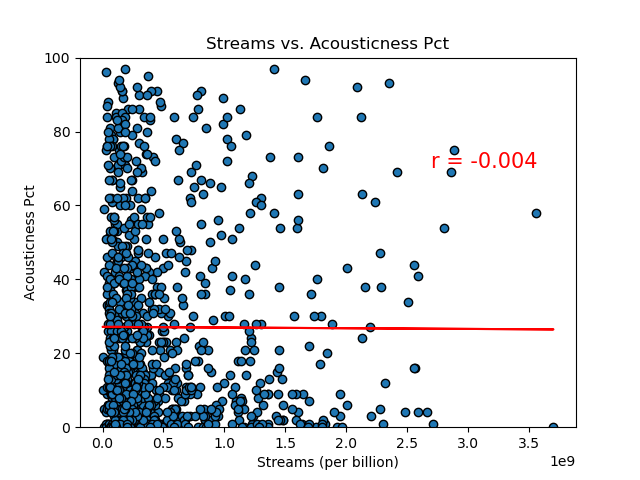 Streams vs. Acousticness Pct
100
80
60
40
20
0
Acousticness Pct
r = -0.004
0.0 0.5 1.0 1.5 2.0 2.5 3.0 3.5
1e9
Streams (per billion)